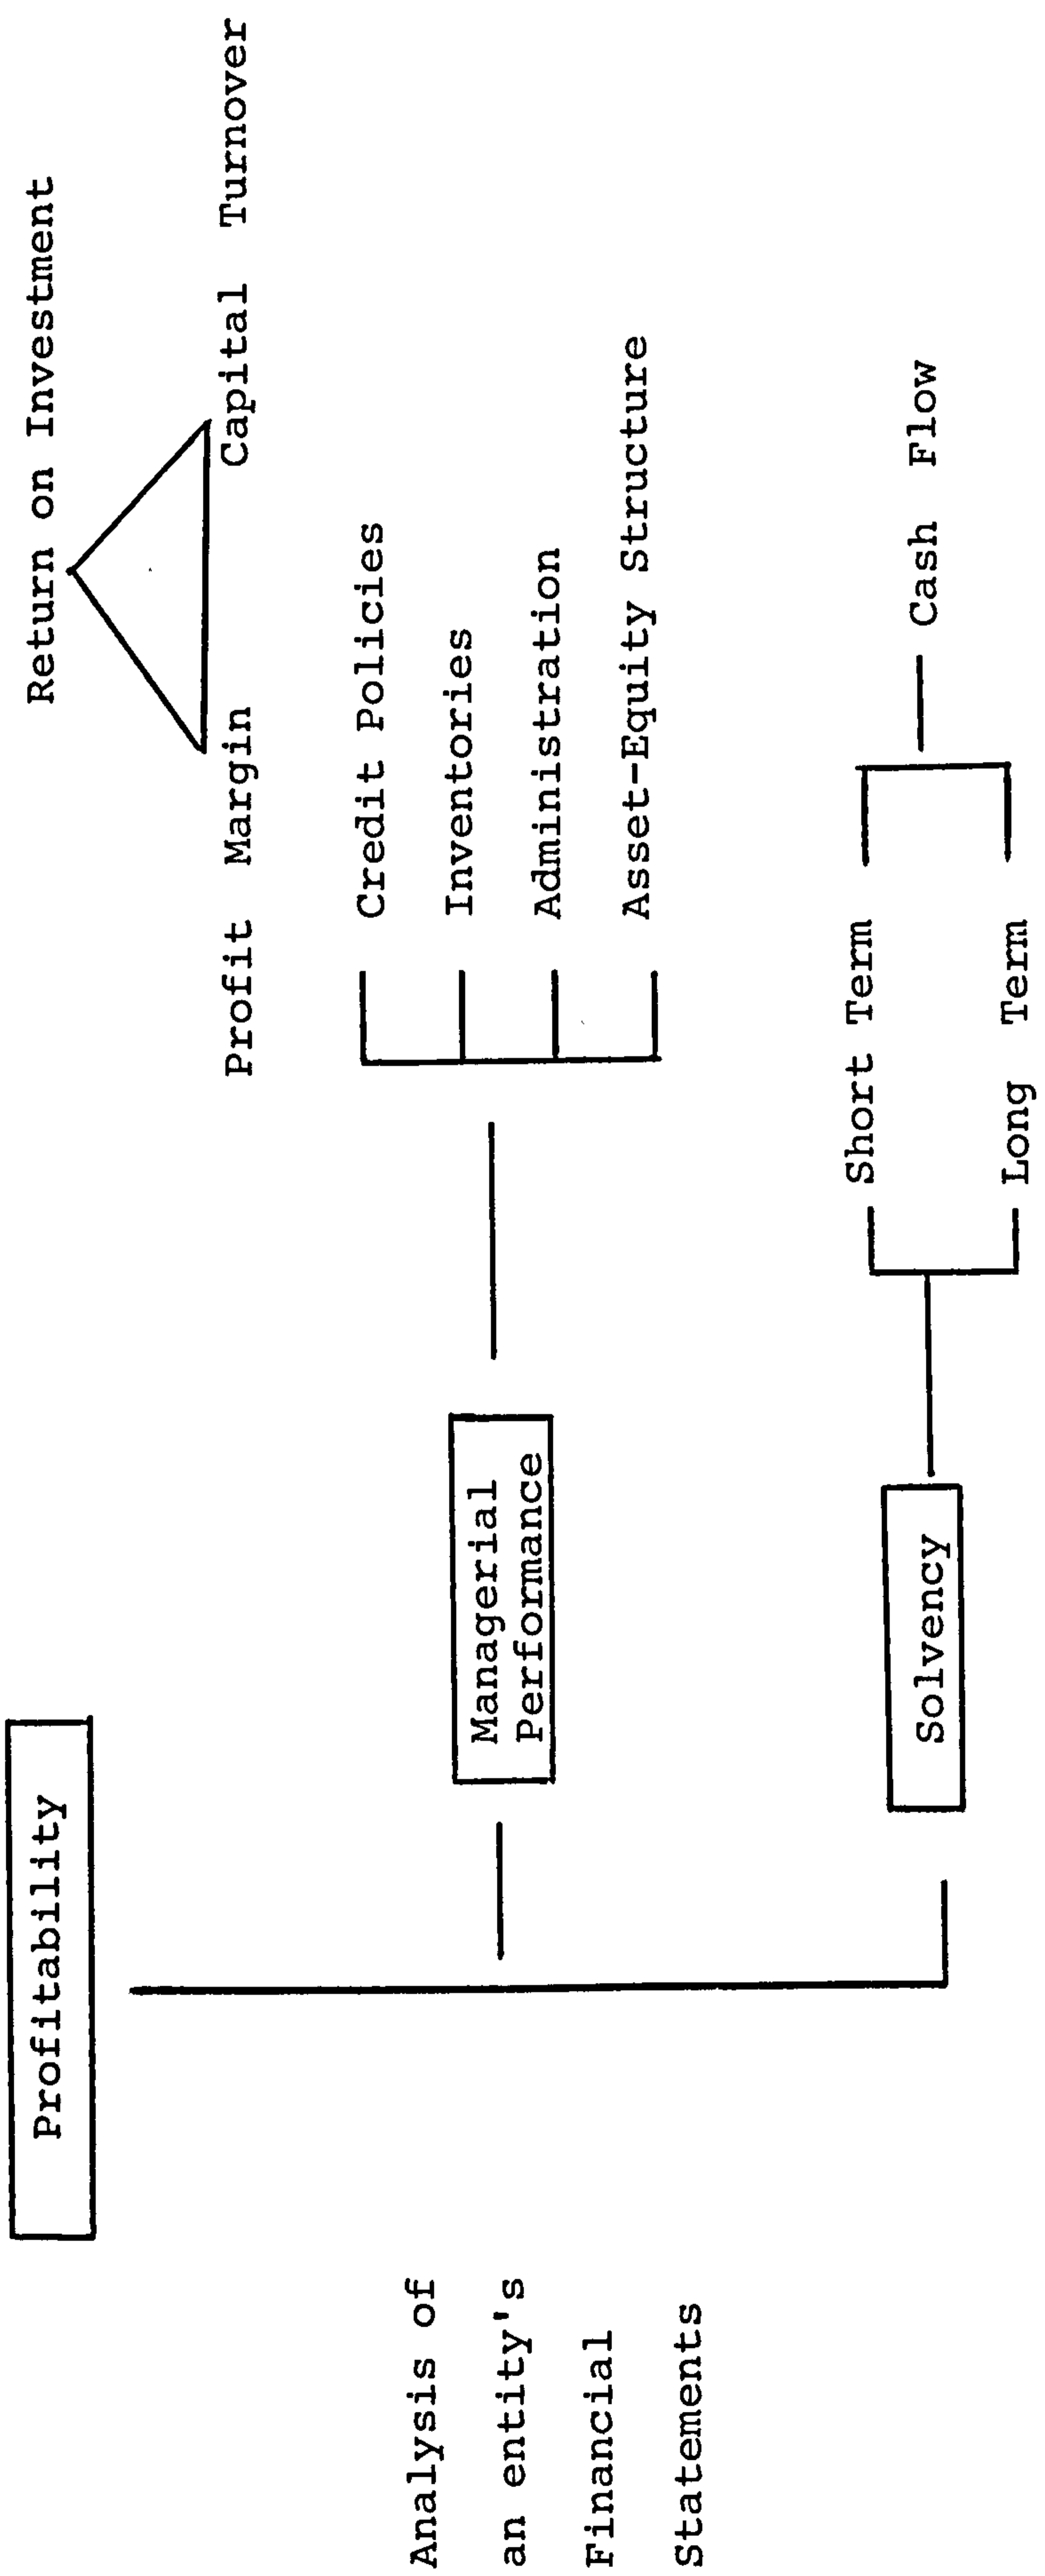 Profitability
Return on Investment
Profit Margin
Capital Turnover
Analysis of
an entity's
Financial
Statements
Managerial
Performance
Credit Policies
Inventories
Administration
Asset-Equity Structure
Solvency
Short Term
Long Term
Cash Flow